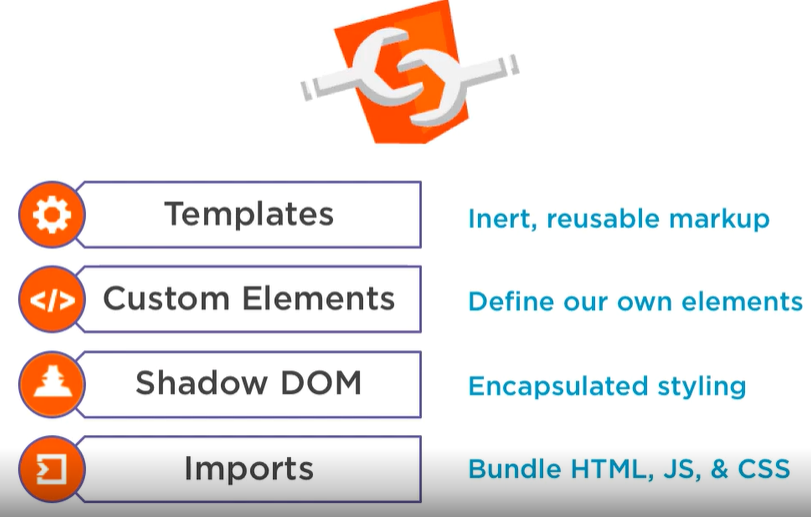 Templates
Inert, reusable markup
</>
Custom Elements
Define our own elements
Shadow DOM
Encapsulated styling
Imports
Bundle HTML, JS, & CSS